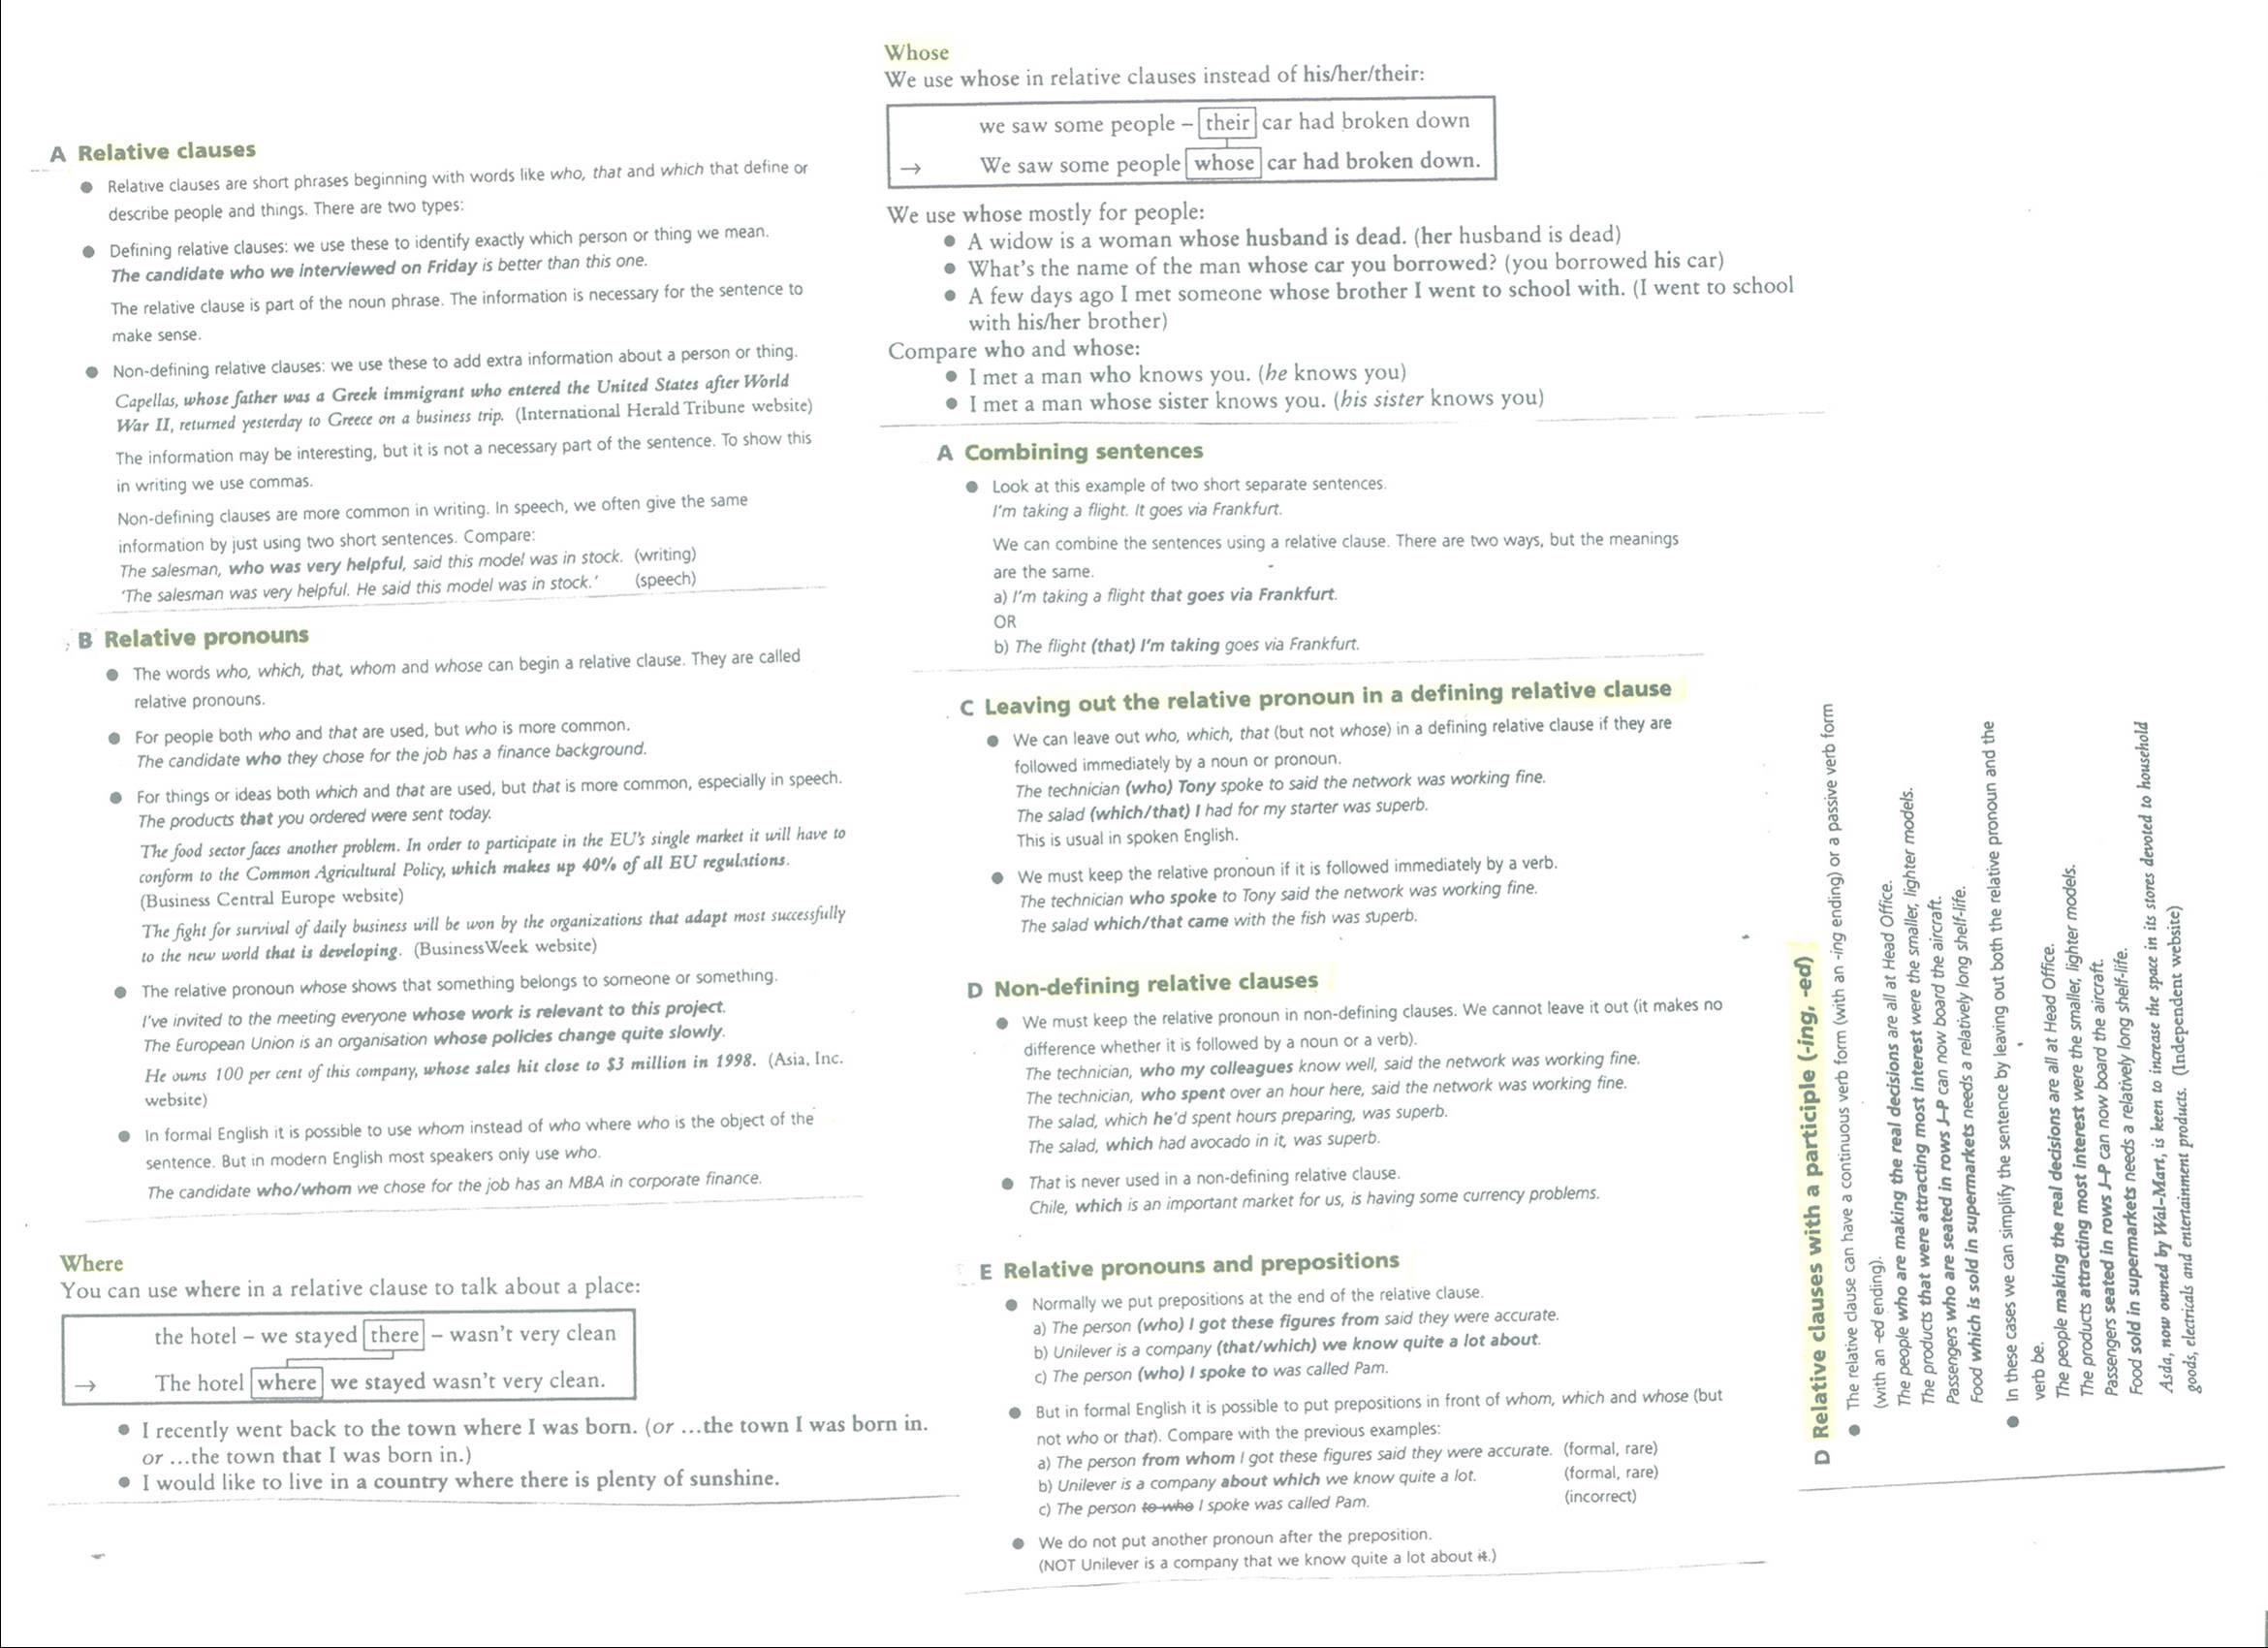 A Relative clauses
● Relative clauses are short phrases beginning with words like who, that and which that define or
describe people and things. There are two types:
● Defining relative clauses: we use these to identify exactly which person or thing we mean.
The candidate who we interviewed on Friday is better than this one.
The relative clause is part of the noun phrase. The information is necessary for the sentence to
make sense.
● Non-defining relative clauses: we use these to add extra information about a person or thing.
Capellas, whose father was a Greek immigrant who entered the United States after World
War II, returned yesterday to Greece on a business trip. (International Herald Tribune website)
The information may be interesting, but it is not a necessary part of the sentence. To show this
in writing we use commas.
Non-defining clauses are more common in writing. In speech, we often give the same
information by just using two short sentences. Compare:
The salesman, who was very helpful, said this model was in stock. (writing)
'The salesman was very helpful. He said this model was in stock.' (speech)
B Relative pronouns
● The words who, which, that, whom and whose can begin a relative clause. They are called
relative pronouns.
● For people both who and that are used, but who is more common.
The candidate who they chose for the job has a finance background.
● For things or ideas both which and that are used, but that is more common, especially in speech.
The products that you ordered were sent today.
The food sector faces another problem. In order to participate in the EU's single market it will have to
conform to the Common Agricultural Policy, which makes up 40% of all EU regulations.
(Business Central Europe website)
The fight for survival of daily business will be won by the organizations that adapt most successfully
to the new world that is developing. (BusinessWeek website)
● The relative pronoun whose shows that something belongs to someone or something.
I've invited to the meeting everyone whose work is relevant to this project.
The European Union is an organisation whose policies change quite slowly.
He owns 100 per cent of this company, whose sales hit close to $3 million in 1998. (Asia, Inc.
website)
● In formal English it is possible to use whom instead of who where who is the object of the
sentence. But in modern English most speakers only use who.
The candidate who/whom we chose for the job has an MBA in corporate finance.
Where
You can use where in a relative clause to talk about a place:
the hotel – we stayed there – wasn't very clean
→ The hotel where we stayed wasn't very clean.
● I recently went back to the town where I was born. (or ...the town I was born in.
or ...the town that I was born in.)
● I would like to live in a country where there is plenty of sunshine.
Whose
We use whose in relative clauses instead of his/her/their:
we saw some people – their car had broken down
→ We saw some people whose car had broken down.
We use whose mostly for people:
● A widow is a woman whose husband is dead. (her husband is dead)
● What's the name of the man whose car you borrowed? (you borrowed his car)
● A few days ago I met someone whose brother I went to school with. (I went to school
with his/her brother)
Compare who and whose:
● I met a man who knows you. (he knows you)
● I met a man whose sister knows you. (his sister knows you)
A Combining sentences
● Look at this example of two short separate sentences.
I'm taking a flight. It goes via Frankfurt.
We can combine the sentences using a relative clause. There are two ways, but the meanings
are the same.
a) I'm taking a flight that goes via Frankfurt.
OR
b) The flight (that) I'm taking goes via Frankfurt.
C Leaving out the relative pronoun in a defining relative clause
● We can leave out who, which, that (but not whose) in a defining relative clause if they are
followed immediately by a noun or pronoun.
The technician (who) Tony spoke to said the network was working fine.
The salad (which/that) I had for my starter was superb.
This is usual in spoken English.
● We must keep the relative pronoun if it is followed immediately by a verb.
The technician who spoke to Tony said the network was working fine.
The salad which/that came with the fish was superb.
D Non-defining relative clauses
● We must keep the relative pronoun in non-defining clauses. We cannot leave it out (it makes no
difference whether it is followed by a noun or a verb).
The technician, who my colleagues know well, said the network was working fine.
The technician, who spent over an hour here, said the network was working fine.
The salad, which he'd spent hours preparing, was superb.
The salad, which had avocado in it, was superb.
● That is never used in a non-defining relative clause.
Chile, which is an important market for us, is having some currency problems.
E Relative pronouns and prepositions
● Normally we put prepositions at the end of the relative clause.
a) The person (who) I got these figures from said they were accurate.
b) Unilever is a company (that/which) we know quite a lot about.
c) The person (who) I spoke to was called Pam.
● But in formal English it is possible to put prepositions in front of whom, which and whose (but
not who or that). Compare with the previous examples:
a) The person from whom I got these figures said they were accurate. (formal, rare)
b) Unilever is a company about which we know quite a lot. (formal, rare)
c) The person to who I spoke was called Pam. (incorrect)
● We do not put another pronoun after the preposition.
(NOT Unilever is a company that we know quite a lot about it.)
D Relative clauses with a participle (-ing, -ed)
● The relative clause can have a continuous verb form (with an -ing ending) or a passive verb form
(with an -ed ending).
The people who are making the real decisions are all at Head Office.
The products that were attracting most interest were the smaller, lighter models.
Passengers who are seated in rows J–P can now board the aircraft.
Food which is sold in supermarkets needs a relatively long shelf-life.
● In these cases we can simplify the sentence by leaving out both the relative pronoun and the
verb be.
The people making the real decisions are all at Head Office.
The products attracting most interest were the smaller, lighter models.
Passengers seated in rows J–P can now board the aircraft.
Food sold in supermarkets needs a relatively long shelf-life.
Asda, now owned by Wal-Mart, is keen to increase the space in its stores devoted to household
goods, electricals and entertainment products. (Independent website)